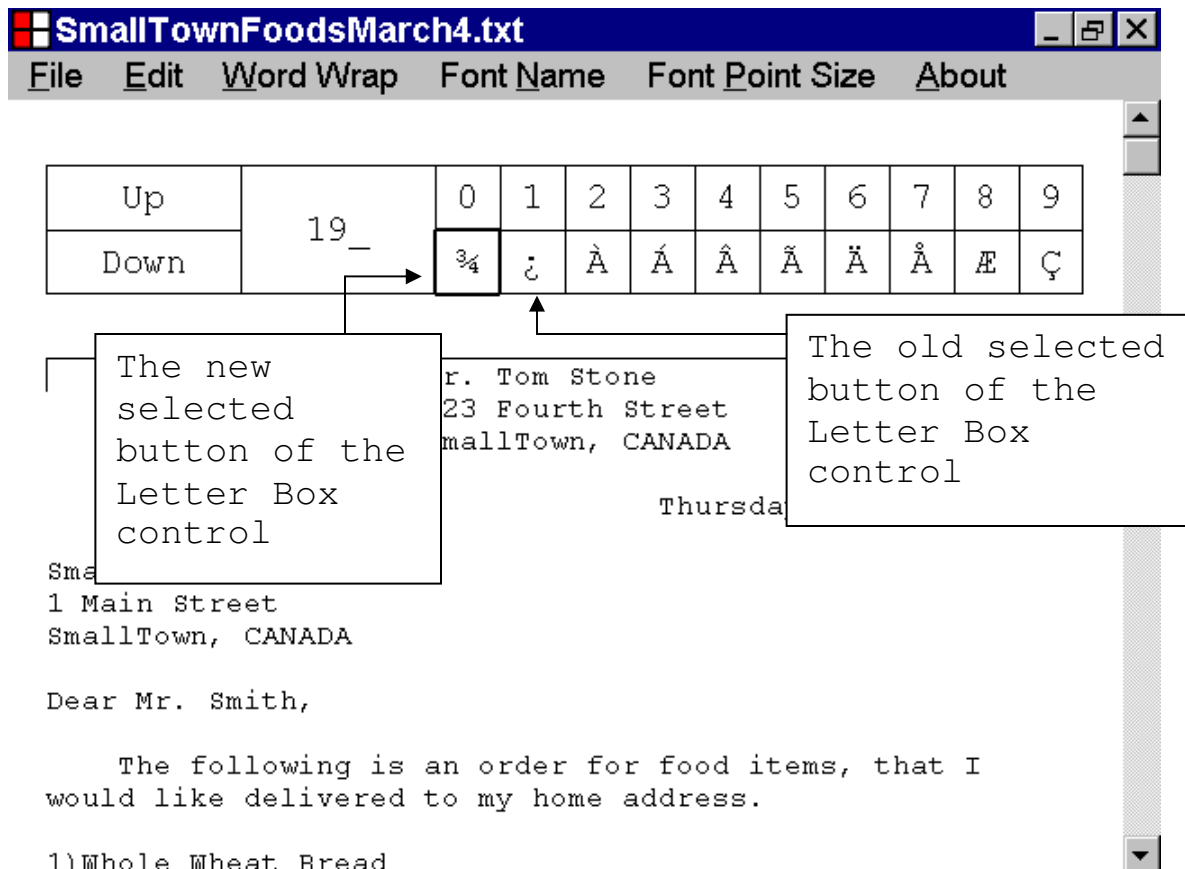 SmallTownFoodsMarch4.txt
File Edit Word Wrap Font Name Font Point Size About
Up 19_ 0 1 2 3 4 5 6 7 8 9
Down ¾ ¿ À Á Â Ã Ä Å Æ Ç
The new
selected
button of the
Letter Box
control
The old selected
button of the
Letter Box
control
r. Tom Stone
23 Fourth Street
mallTown, CANADA
Thursda
Sma
1 Main Street
SmallTown, CANADA
Dear Mr. Smith,
The following is an order for food items, that I
would like delivered to my home address.
1)Whole Wheat Bread